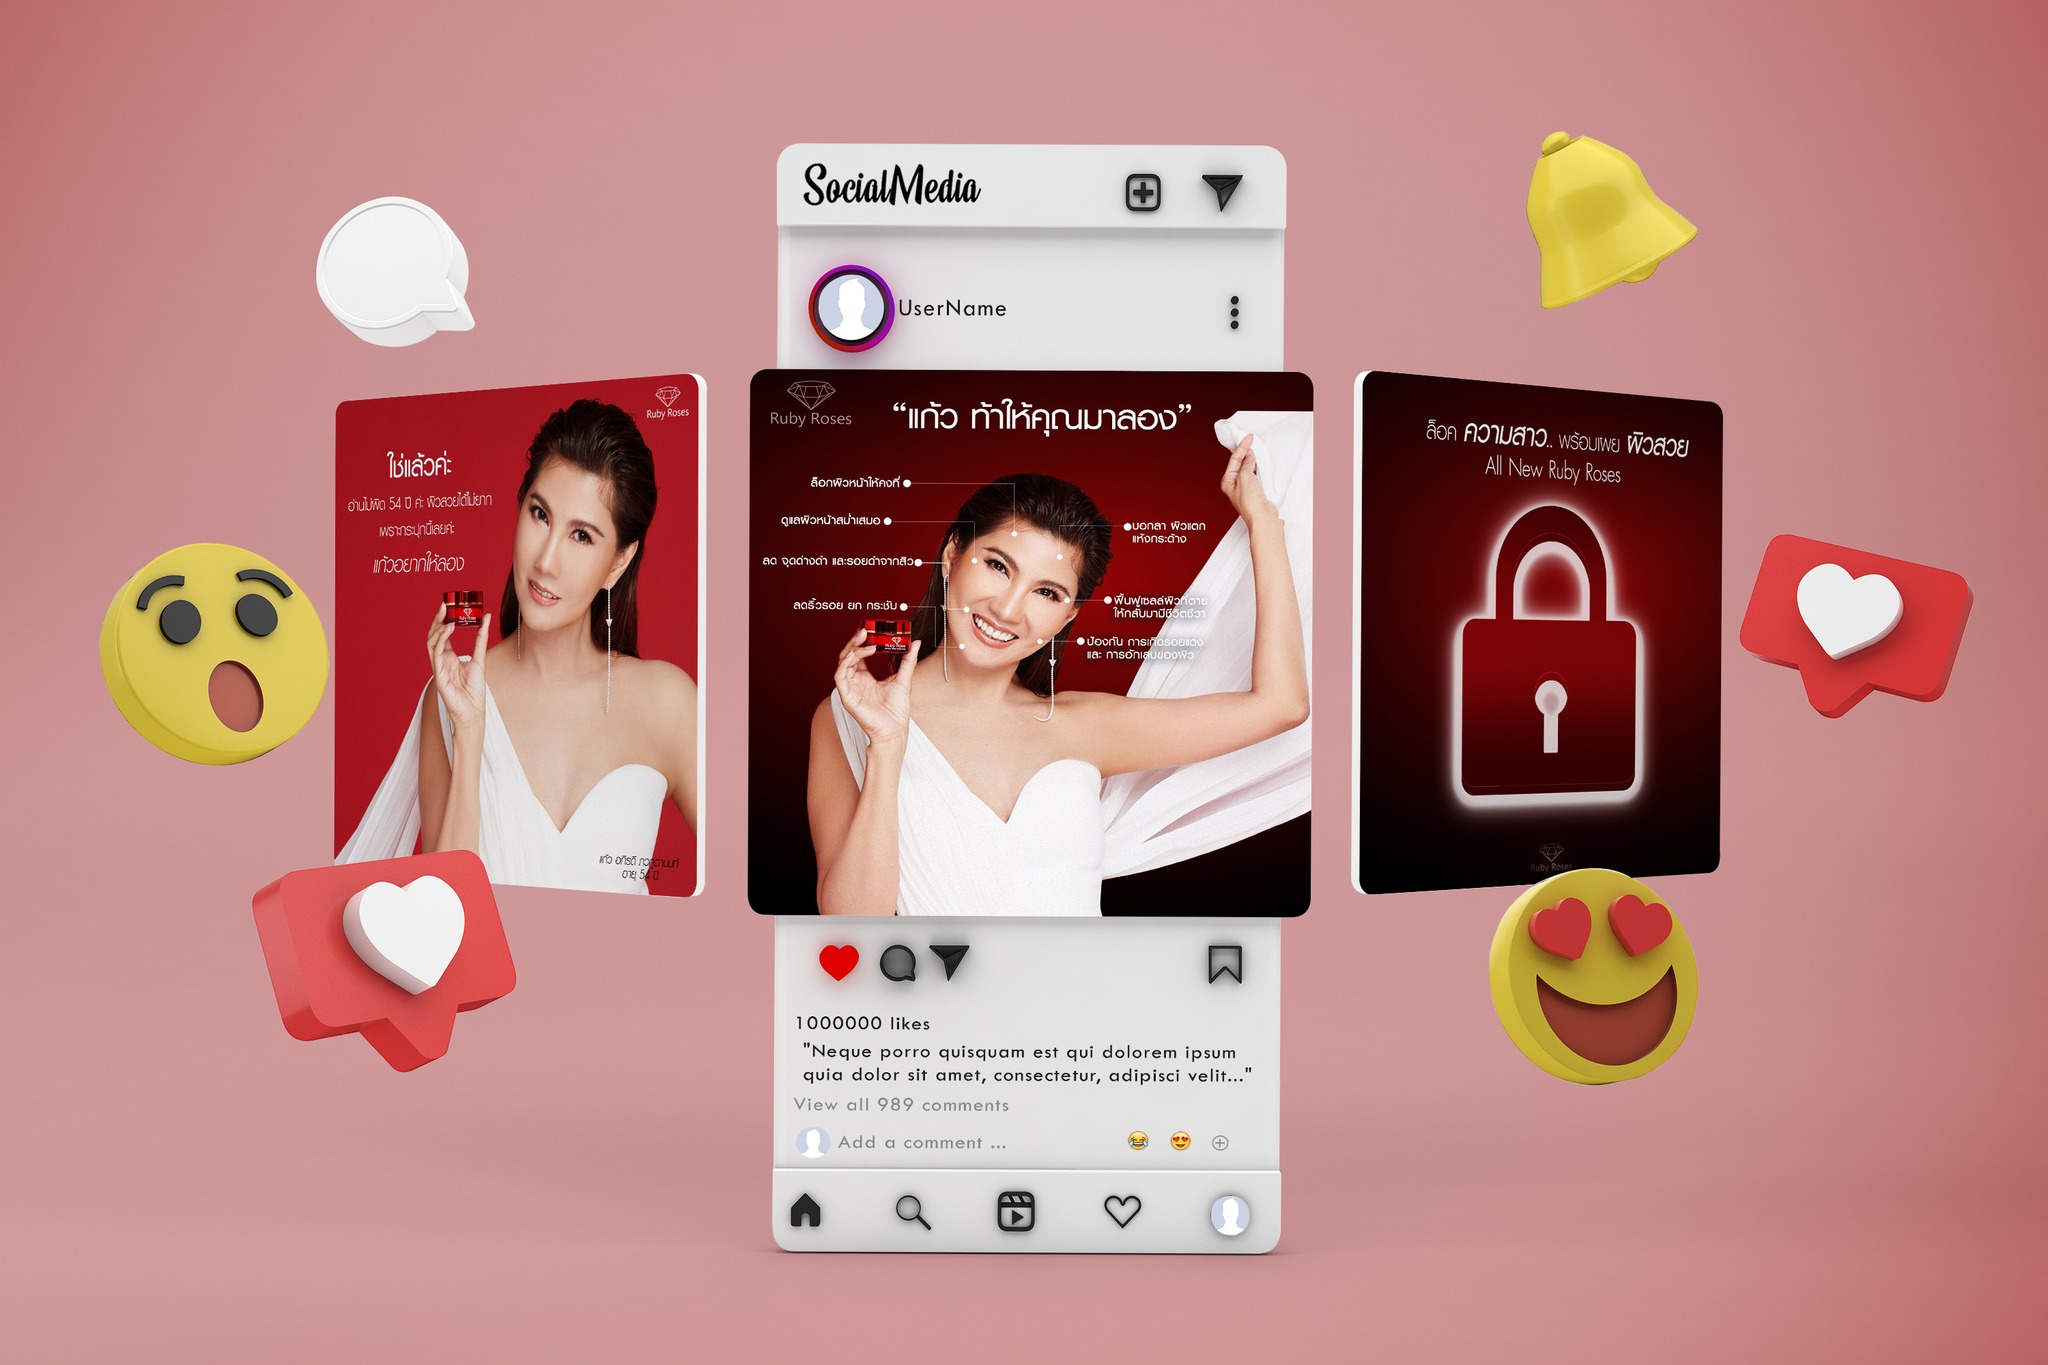 SocialMedia
UserName
Ruby Roses
ใช่แล้วค่ะ
อ่านไม่ผิด 54 ปี ค่ะ ผิวสวยได้ไม่ยาก
เพราะกระปุกนี้เลยค่ะ
แก้วอยากให้ลอง
Ruby Rose
แก้ว อภิรดี ภวภูตานนท์
อายุ 54 ปี
Ruby Roses
“แก้ว ท้าให้คุณมาลอง”
ล็อกผิวหน้าให้คงที่
ดูแลผิวหน้าสม่ำเสมอ
ลด จุดด่างดำ และรอยดำจากสิว
ลดริ้วรอย ยก กระชับ
บอกลา ผิวแตก
แห้งกระด้าง
ฟื้นฟูเซลล์ผิวที่ตาย
ให้กลับมามีชีวิตชีวา
ป้องกัน การเกิดรอยแดง
และ การอักเสบของผิว
Ruby Rose
ล็อค ความสาว.. พร้อมเผย ผิวสวย
All New Ruby Roses
Ruby Roses
1000000 likes
"Neque porro quisquam est qui dolorem ipsum
quia dolor sit amet, consectetur, adipisci velit..."
View all 989 comments
Add a comment ...